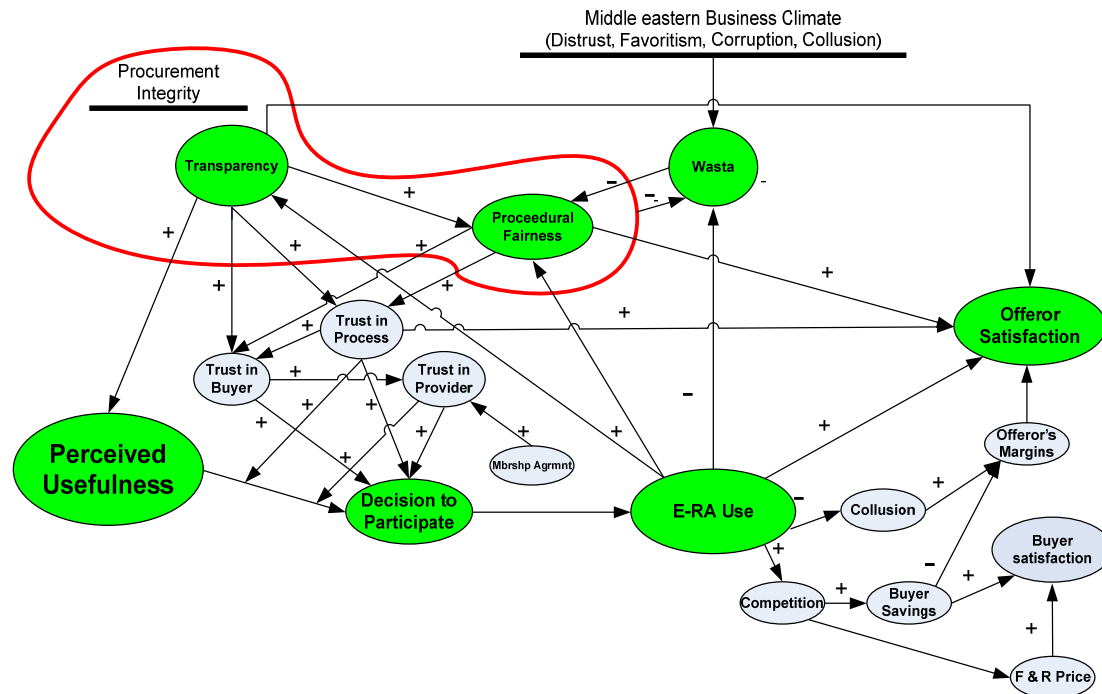 Middle eastern Business Climate
(Distrust, Favoritism, Corruption, Collusion)
Procurement
Integrity
+
Transparency
Wasta
-
-
+
-
-
Proceedural
Fairness
+
+
+
+
+
+
+
Offeror
Satisfaction
Trust in
Process
+
+
Trust in
Buyer
+
Trust in
Provider
-
+
+
+
+
+
+
+
Offeror's
Margins
Perceived
Usefulness
Mbrshp Agrmnt
+
Decision to
Participate
E-RA Use
-
Collusion
Buyer
satisfaction
+
-
+
Competition
+
Buyer
Savings
+
F & R Price